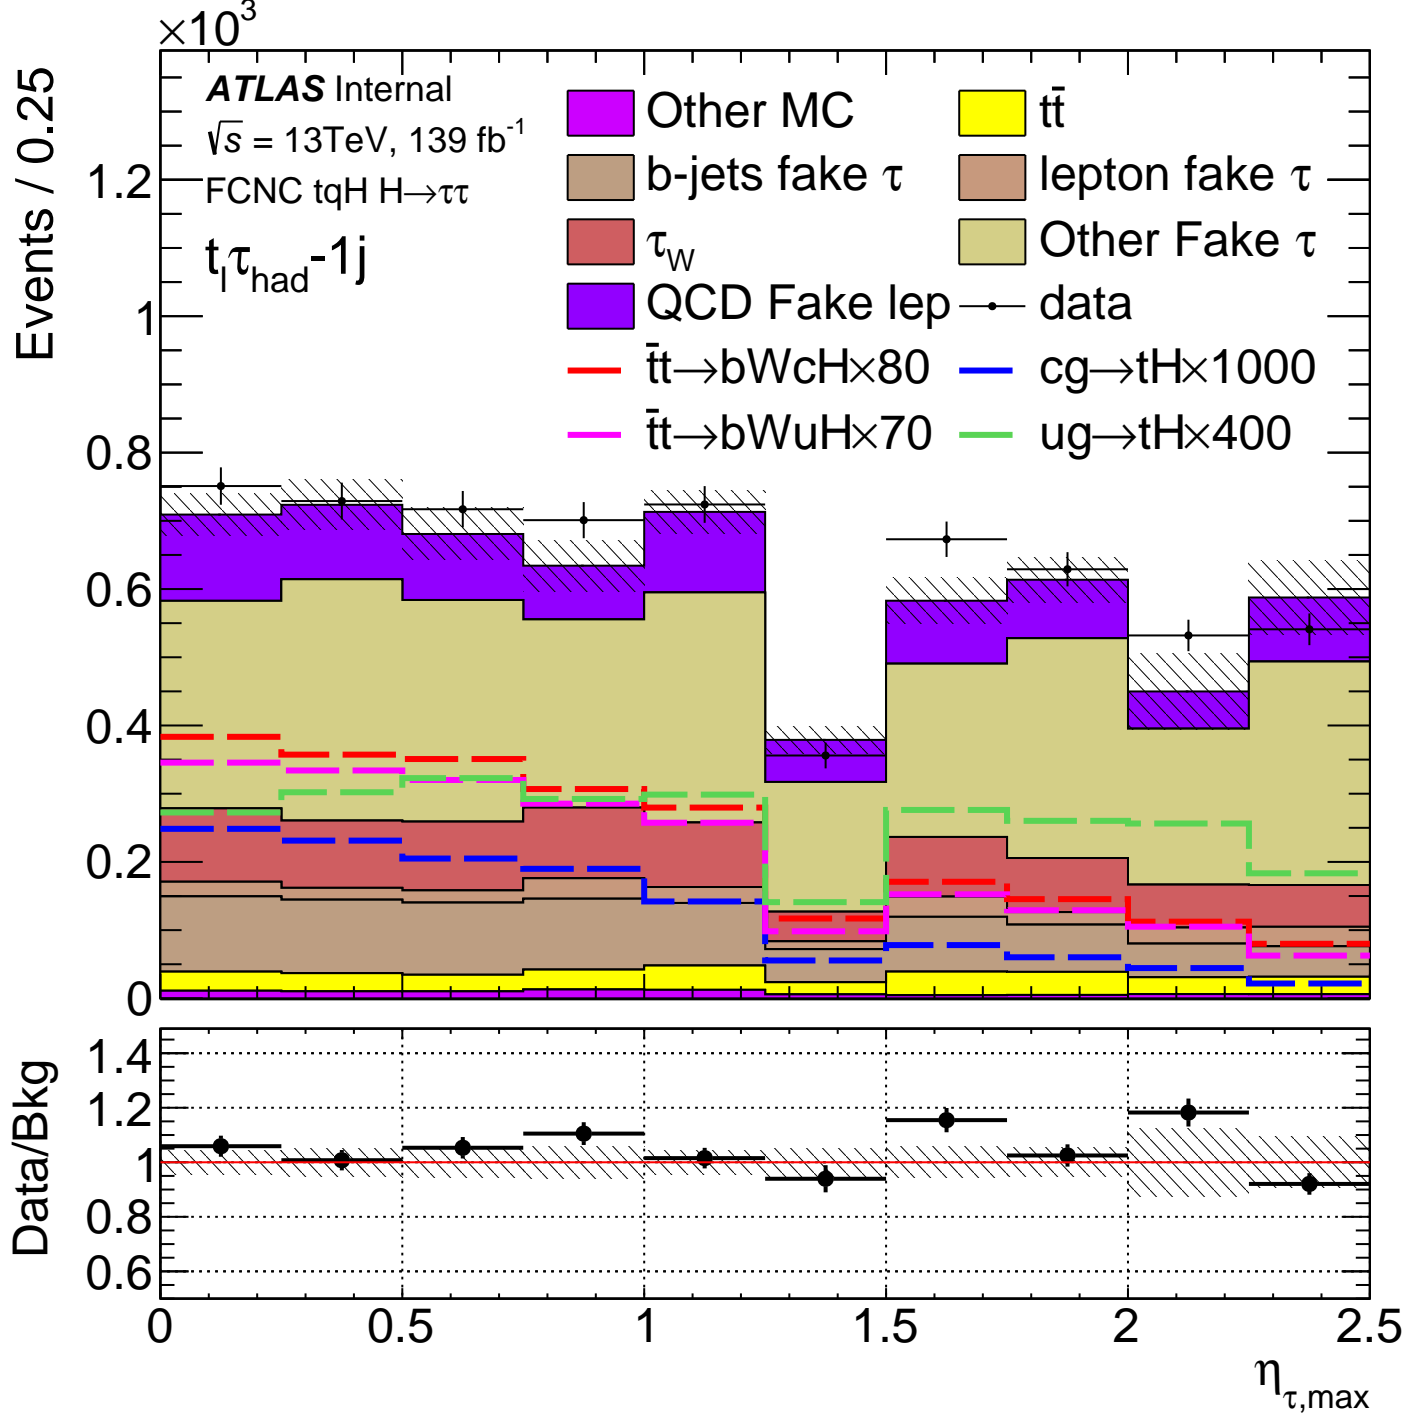 ×10³
Events / 0.25
ATLAS Internal
√s = 13TeV, 139 fb⁻¹
FCNC tqH H→ττ
t_l τ_had-1j
Other MC
tt̄
b-jets fake τ
lepton fake τ
τ_W
Other Fake τ
QCD Fake lep
data
t̄t→bWcH×80
cg→tH×1000
t̄t→bWuH×70
ug→tH×400
1.2
1
0.8
0.6
0.4
0.2
0
Data/Bkg
1.4
1.2
1
0.8
0.6
0 0.5 1 1.5 2 2.5
η_τ,max